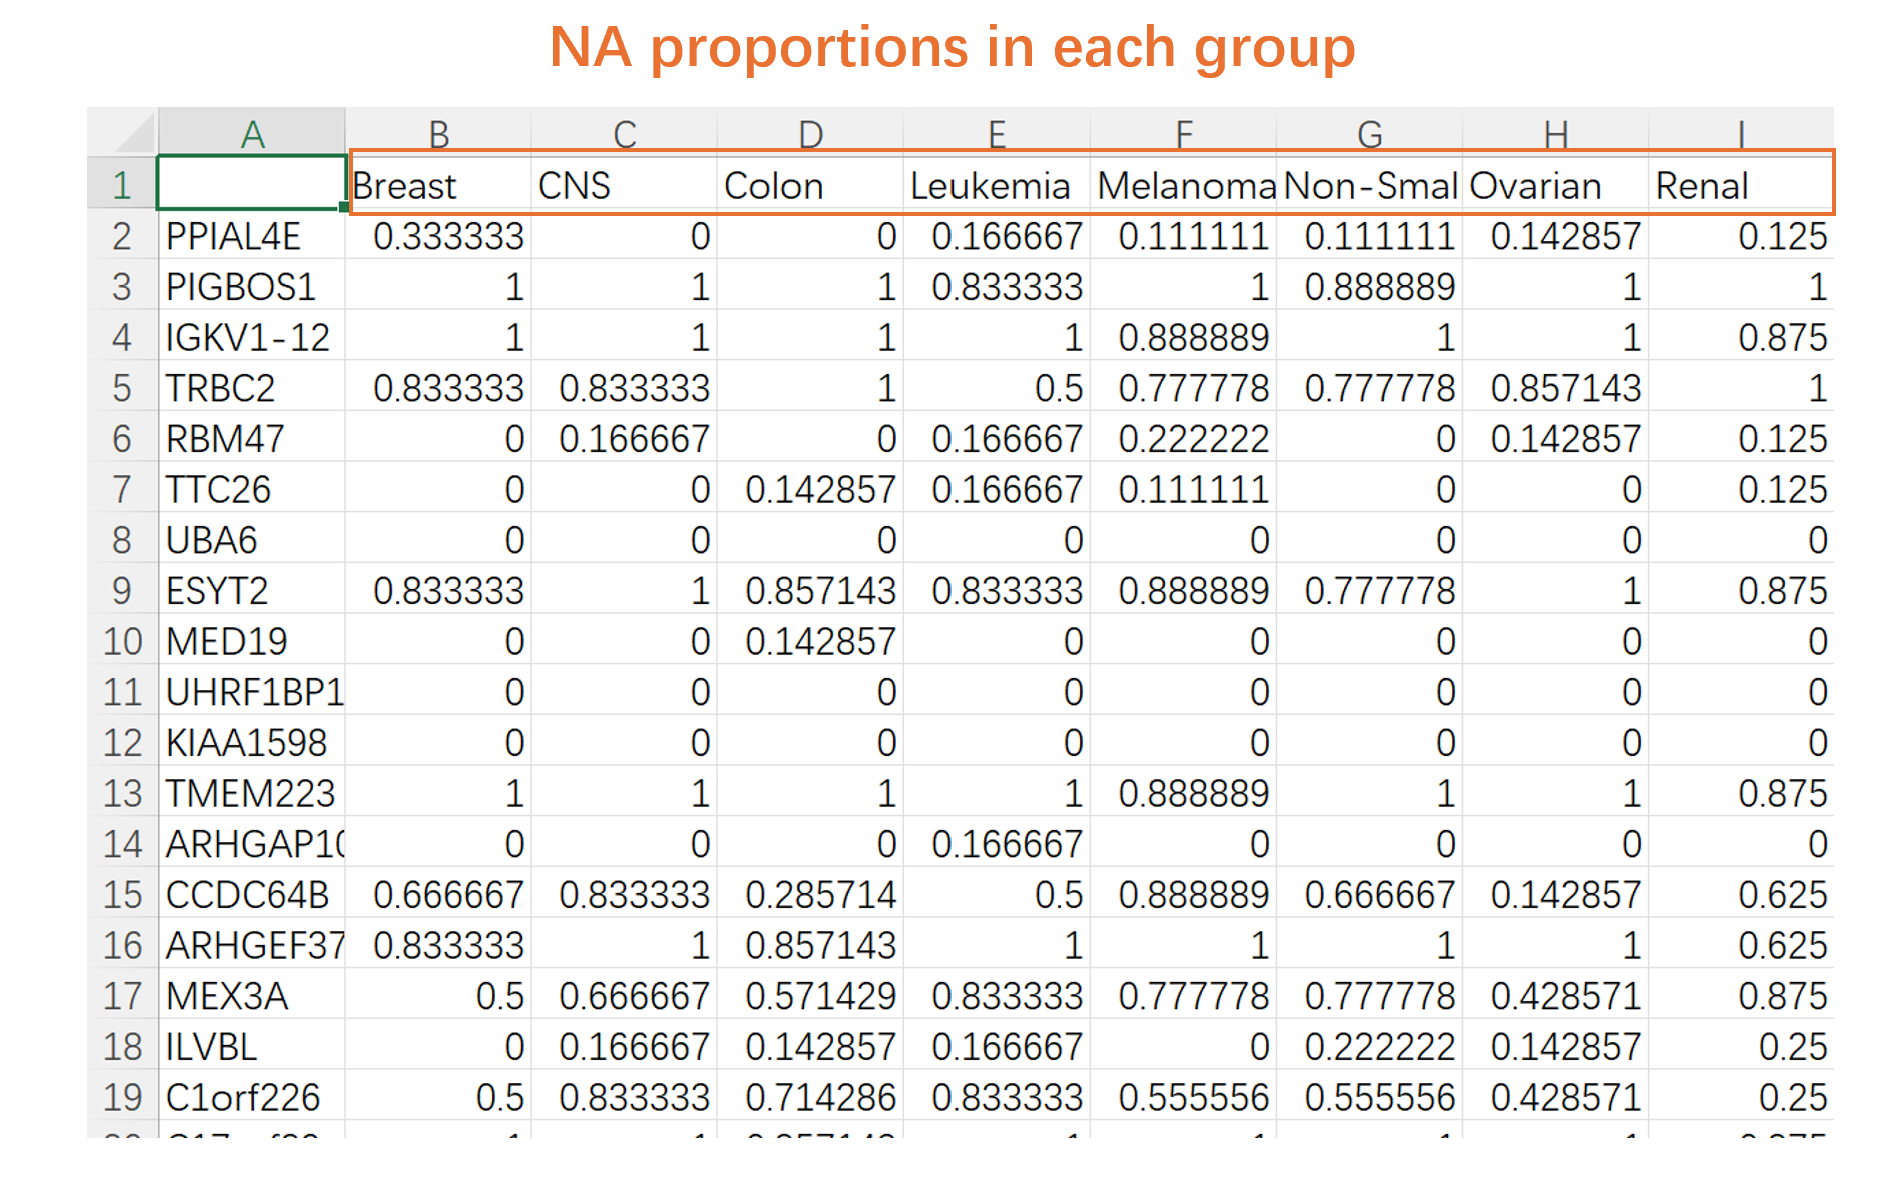 NA proportions in each group
A B C D E F G H I
1 Breast CNS Colon Leukemia Melanoma Non-Smal Ovarian Renal
2 PPIAL4E 0.333333 0 0 0.166667 0.111111 0.111111 0.142857 0.125
3 PIGBOS1 1 1 1 0.833333 1 0.888889 1 1
4 IGKV1-12 1 1 1 1 0.888889 1 1 0.875
5 TRBC2 0.833333 0.833333 1 0.5 0.777778 0.777778 0.857143 1
6 RBM47 0 0.166667 0 0.166667 0.222222 0 0.142857 0.125
7 TTC26 0 0 0.142857 0.166667 0.111111 0 0 0.125
8 UBA6 0 0 0 0 0 0 0 0
9 ESYT2 0.833333 1 0.857143 0.833333 0.888889 0.777778 1 0.875
10 MED19 0 0 0.142857 0 0 0 0 0
11 UHRF1BP1 0 0 0 0 0 0 0 0
12 KIAA1598 0 0 0 0 0 0 0 0
13 TMEM223 1 1 1 1 0.888889 1 1 0.875
14 ARHGAP10 0 0 0 0.166667 0 0 0 0
15 CCDC64B 0.666667 0.833333 0.285714 0.5 0.888889 0.666667 0.142857 0.625
16 ARHGEF37 0.833333 1 0.857143 1 1 1 1 0.625
17 MEX3A 0.5 0.666667 0.571429 0.833333 0.777778 0.777778 0.428571 0.875
18 ILVBL 0 0.166667 0.142857 0.166667 0 0.222222 0.142857 0.25
19 C1orf226 0.5 0.833333 0.714286 0.833333 0.555556 0.555556 0.428571 0.25